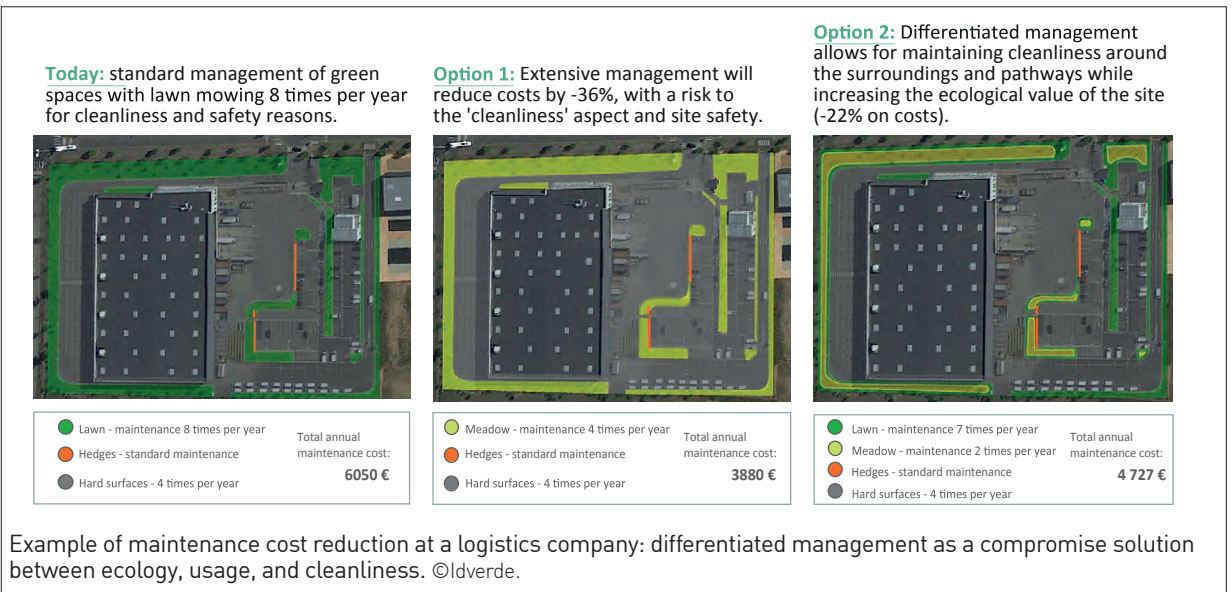 Today: standard management of green
spaces with lawn mowing 8 times per year
for cleanliness and safety reasons.
Option 1: Extensive management will
reduce costs by -36%, with a risk to
the 'cleanliness' aspect and site safety.
Option 2: Differentiated management
allows for maintaining cleanliness around
the surroundings and pathways while
increasing the ecological value of the site
(-22% on costs).
Lawn - maintenance 8 times per year
Hedges - standard maintenance
Hard surfaces - 4 times per year
Total annual
maintenance cost:
6050 €
Meadow - maintenance 4 times per year
Hedges - standard maintenance
Hard surfaces - 4 times per year
Total annual
maintenance cost:
3880 €
Lawn - maintenance 7 times per year
Meadow - maintenance 2 times per year
Hedges - standard maintenance
Hard surfaces - 4 times per year
Total annual
maintenance cost:
4 727 €
Example of maintenance cost reduction at a logistics company: differentiated management as a compromise solution
between ecology, usage, and cleanliness. ©Idverde.